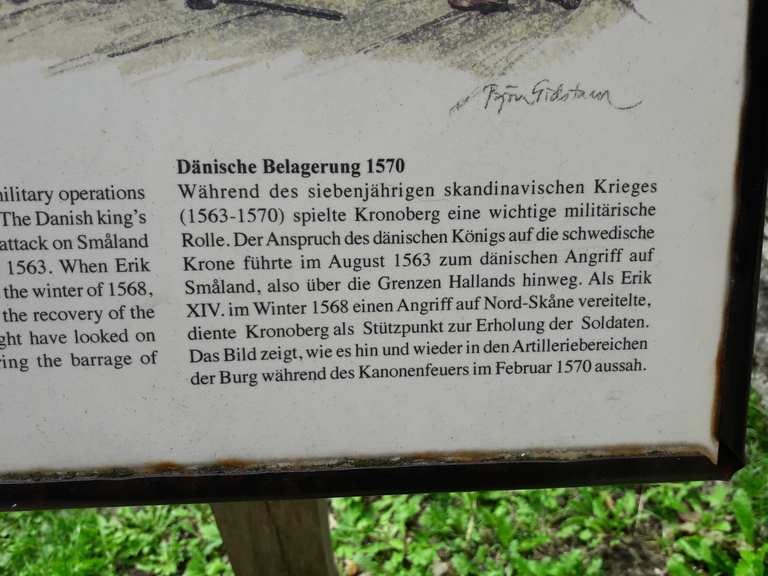 Björn Gidstam
military operations
The Danish king's
attack on Småland
1563. When Erik
the winter of 1568,
the recovery of the
have looked on
the barrage of
Dänische Belagerung 1570
Während des siebenjährigen skandinavischen Krieges
(1563-1570) spielte Kronoberg eine wichtige militärische
Rolle. Der Anspruch des dänischen Königs auf die schwedische
Krone führte im August 1563 zum dänischen Angriff auf
Småland, also über die Grenzen Hallands hinweg. Als Erik
XIV. im Winter 1568 einen Angriff auf Nord-Skåne vereitelte,
diente Kronoberg als Stützpunkt zur Erholung der Soldaten.
Das Bild zeigt, wie es hin und wieder in den Artilleriebereichen
der Burg während des Kanonenfeuers im Februar 1570 aussah.